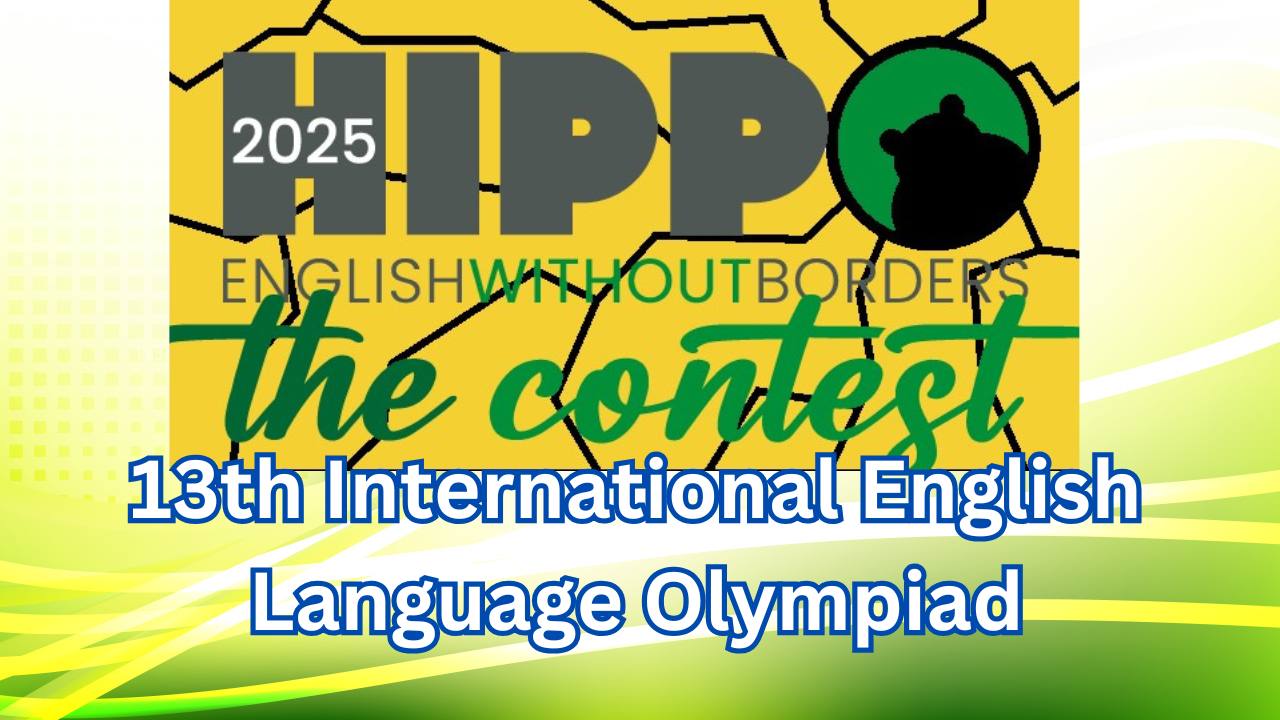 HIPPO
2025
ENGLISHWITHOUTBORDERS
the contest
13th International English
Language Olympiad